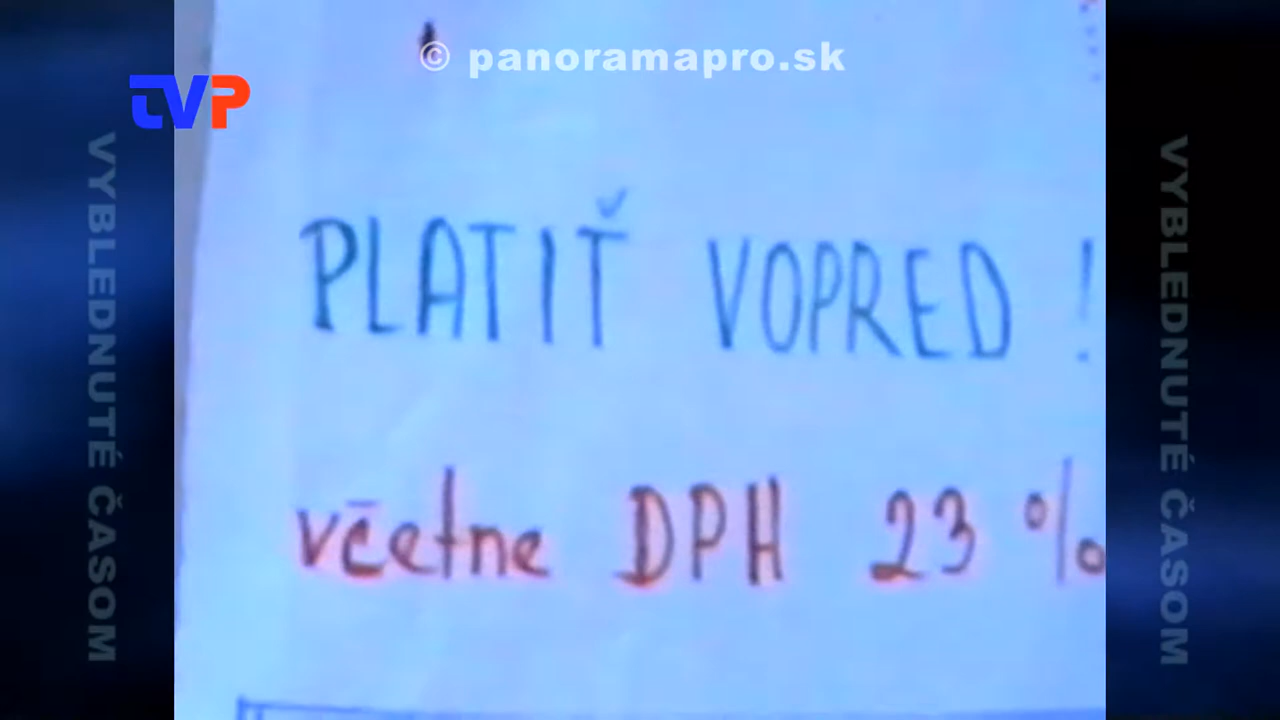 © panoramapro.sk
TVP
VYBLEDNUTÉ ČASOM
PLATIŤ VOPRED !
včetne DPH 23 %
VYBLEDNUTÉ ČASOM